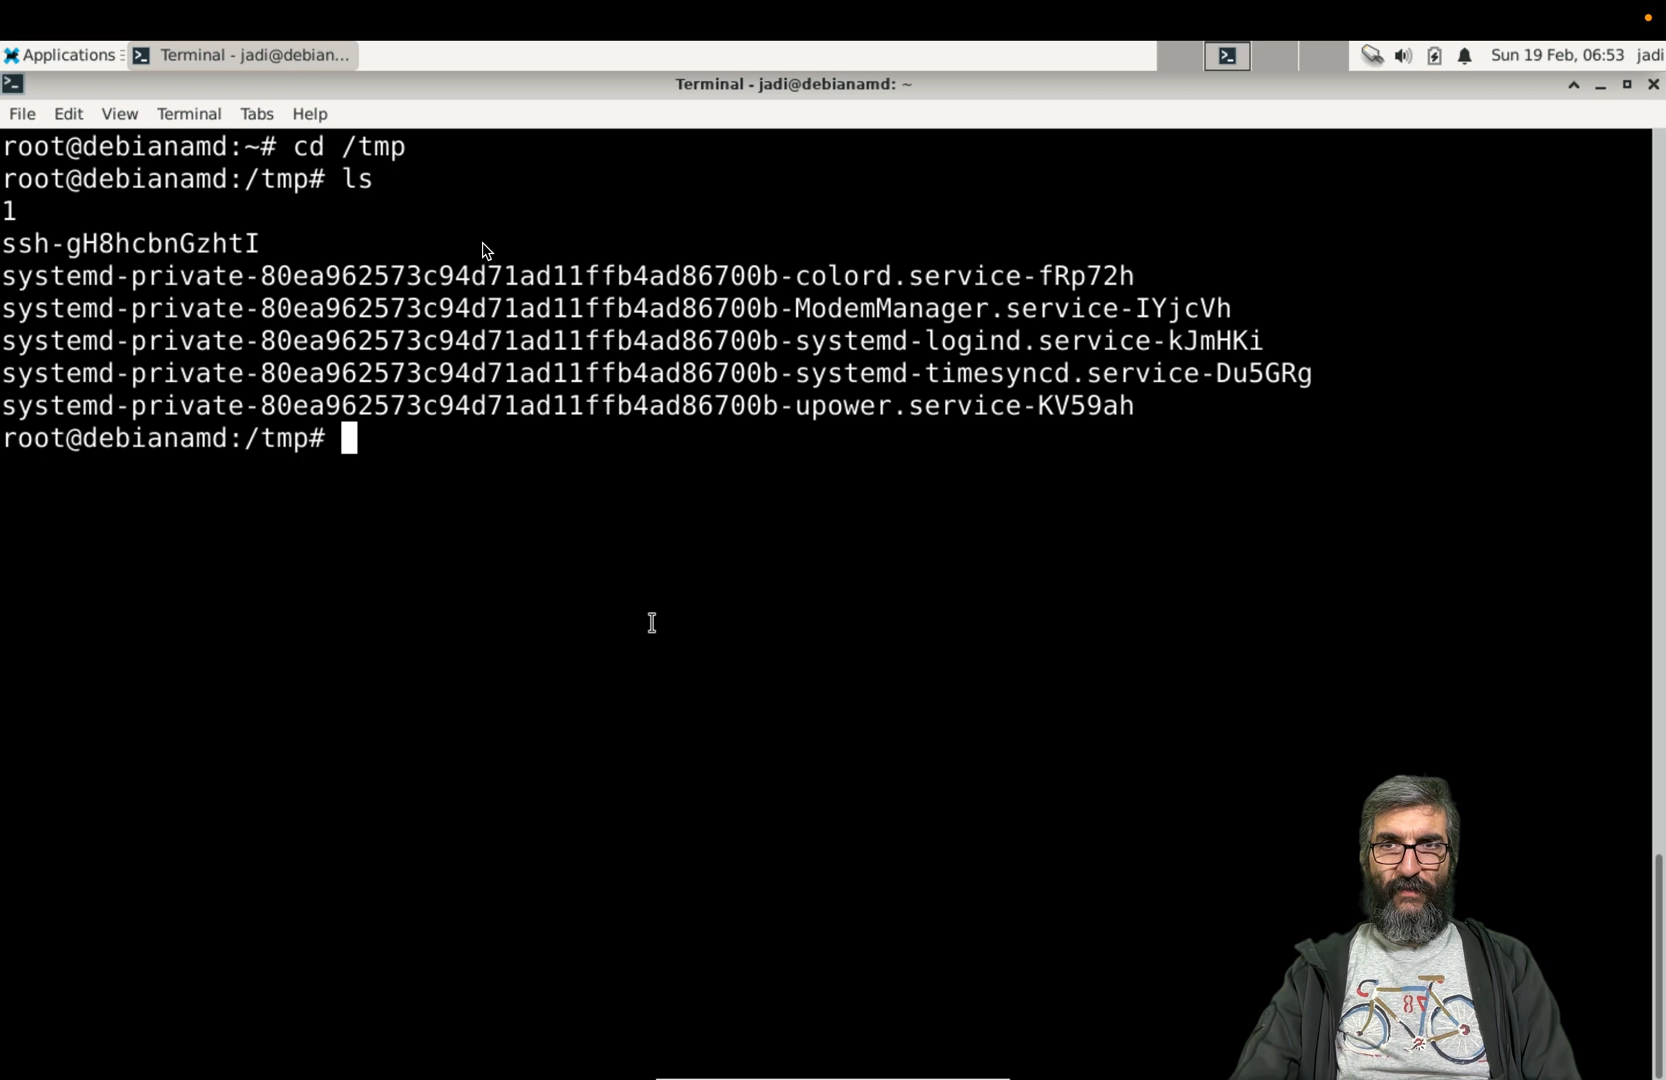 Applications
Terminal - jadi@debian...
Sun 19 Feb, 06:53
jadi
Terminal - jadi@debianamd: ~
File Edit View Terminal Tabs Help
root@debianamd:~# cd /tmp
root@debianamd:/tmp# ls
1
ssh-gH8hcbnGzhtI
systemd-private-80ea962573c94d71ad11ffb4ad86700b-colord.service-fRp72h
systemd-private-80ea962573c94d71ad11ffb4ad86700b-ModemManager.service-IYjcVh
systemd-private-80ea962573c94d71ad11ffb4ad86700b-systemd-logind.service-kJmHKi
systemd-private-80ea962573c94d71ad11ffb4ad86700b-systemd-timesyncd.service-Du5GRg
systemd-private-80ea962573c94d71ad11ffb4ad86700b-upower.service-KV59ah
root@debianamd:/tmp#
87